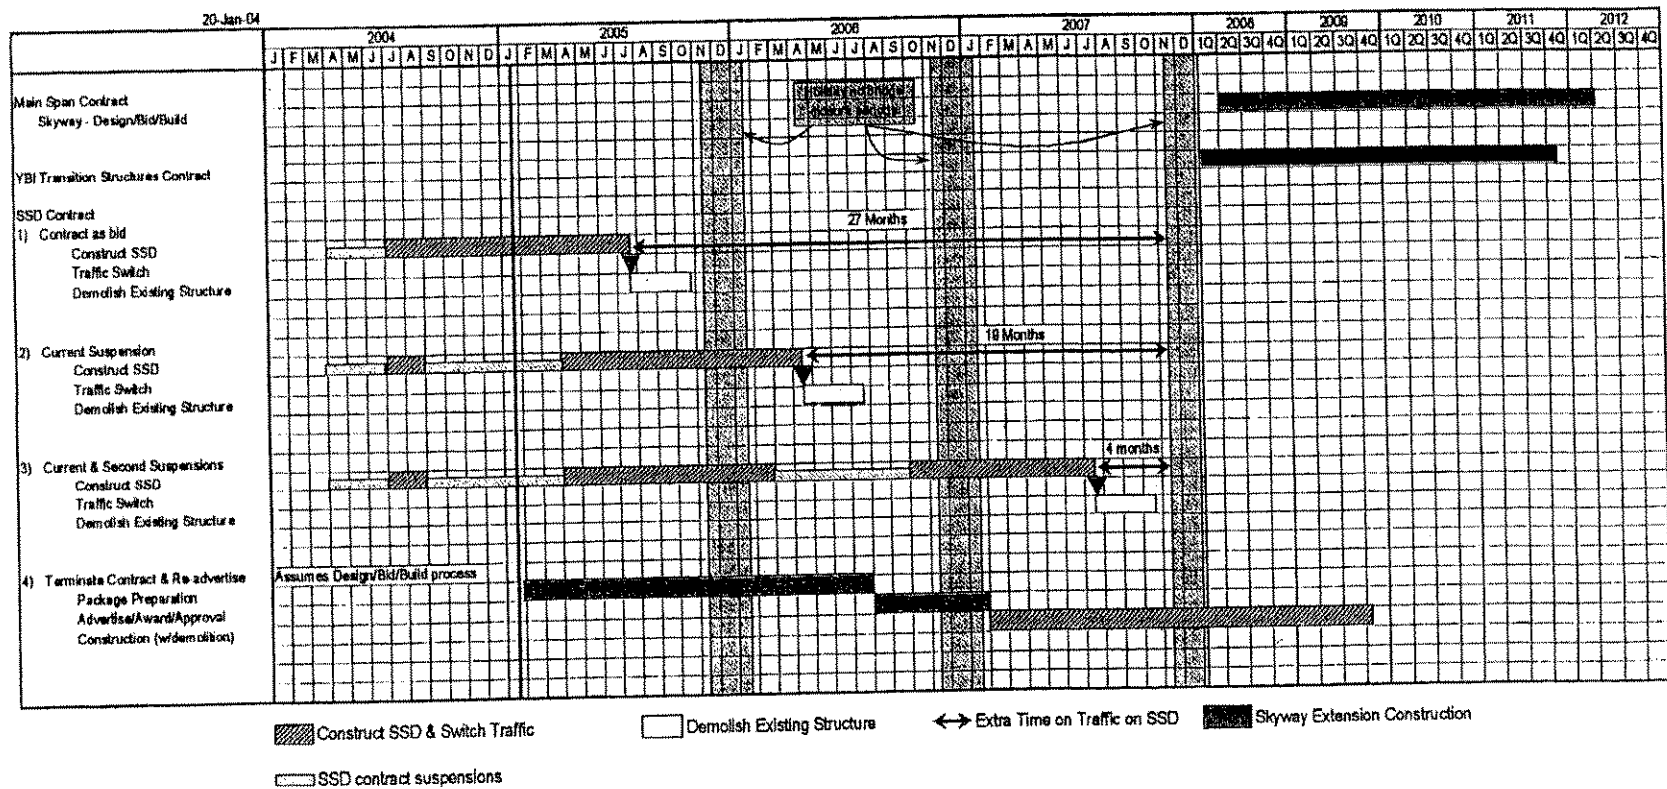 20-Jan-04
2004 2005 2006 2007 2008 2009 2010 2011 2012
J F M A M J J A S O N D J F M A M J J A S O N D J F M A M J J A S O N D J F M A M J J A S O N D 1Q 2Q 3Q 4Q 1Q 2Q 3Q 4Q 1Q 2Q 3Q 4Q 1Q 2Q 3Q 4Q 1Q 2Q 3Q 4Q
Main Span Contract
Skyway - Design/Bid/Build
YBI Transition Structures Contract
SSD Contract
27 Months
1) Contract as bid
Construct SSD
Traffic Switch
Demolish Existing Structure
2) Current Suspension
Construct SSD
Traffic Switch
Demolish Existing Structure
Months
3) Current & Second Suspensions
Construct SSD
Traffic Switch
Demolish Existing Structure
4 months
4) Terminate Contract & Re-advertise
Assumes Design/Bid/Build process
Package Preparation
Advertise/Award/Approval
Construction (w/demolition)
Construct SSD & Switch Traffic
Demolish Existing Structure
Extra Time on Traffic on SSD
Skyway Extension Construction
SSD contract suspensions